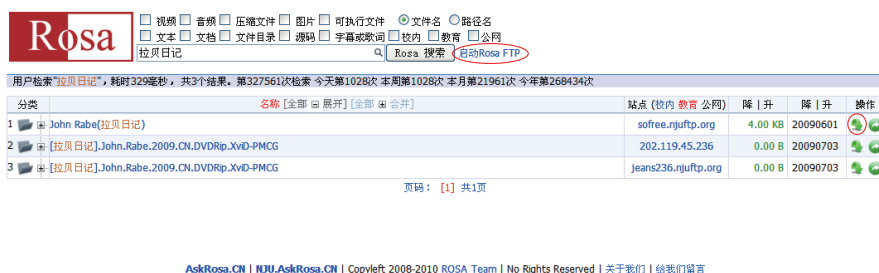 Rosa
视频 音频 压缩文件 图片 可执行文件 文件名 路径名
文本 文档 文件目录 源码 字幕或歌词 校内 教育 公网
拉贝日记 Rosa 搜索 启动Rosa FTP
用户检索"拉贝日记"，耗时329毫秒，共3个结果。第327561次检索 今天第1028次 本周第1028次 本月第21961次 今年第268434次
分类 名称 [全部 展开] [全部 合并] 站点 (校内 教育 公网) 降 | 升 降 | 升 操作
1 John Rabe(拉贝日记) sofree.njuftp.org 4.00 KB 20090601
2 [拉贝日记].John.Rabe.2009.CN.DVDRip.XviD-PMCG 202.119.45.236 0.00 B 20090703
3 [拉贝日记].John.Rabe.2009.CN.DVDRip.XviD-PMCG jeans236.njuftp.org 0.00 B 20090703
页码： [1] 共1页
AskRosa.CN | NJU.AskRosa.CN | Copyleft 2008-2010 ROSA Team | No Rights Reserved | 关于我们 | 给我们留言